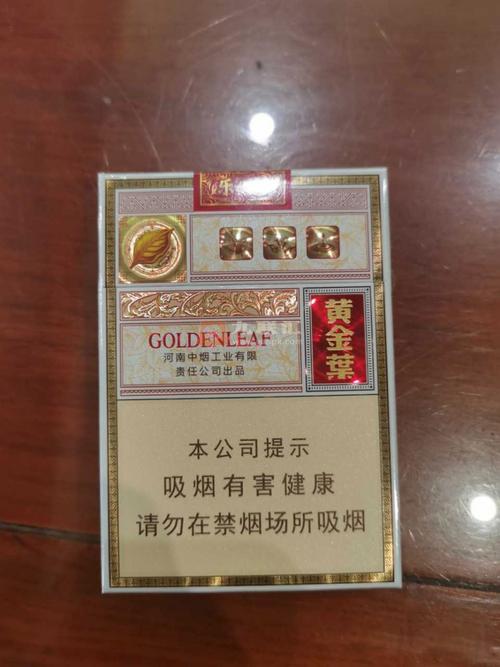 GOLDENLEAF
河南中烟工业有限
责任公司出品
黄金葉
本公司提示
吸烟有害健康
请勿在禁烟场所吸烟